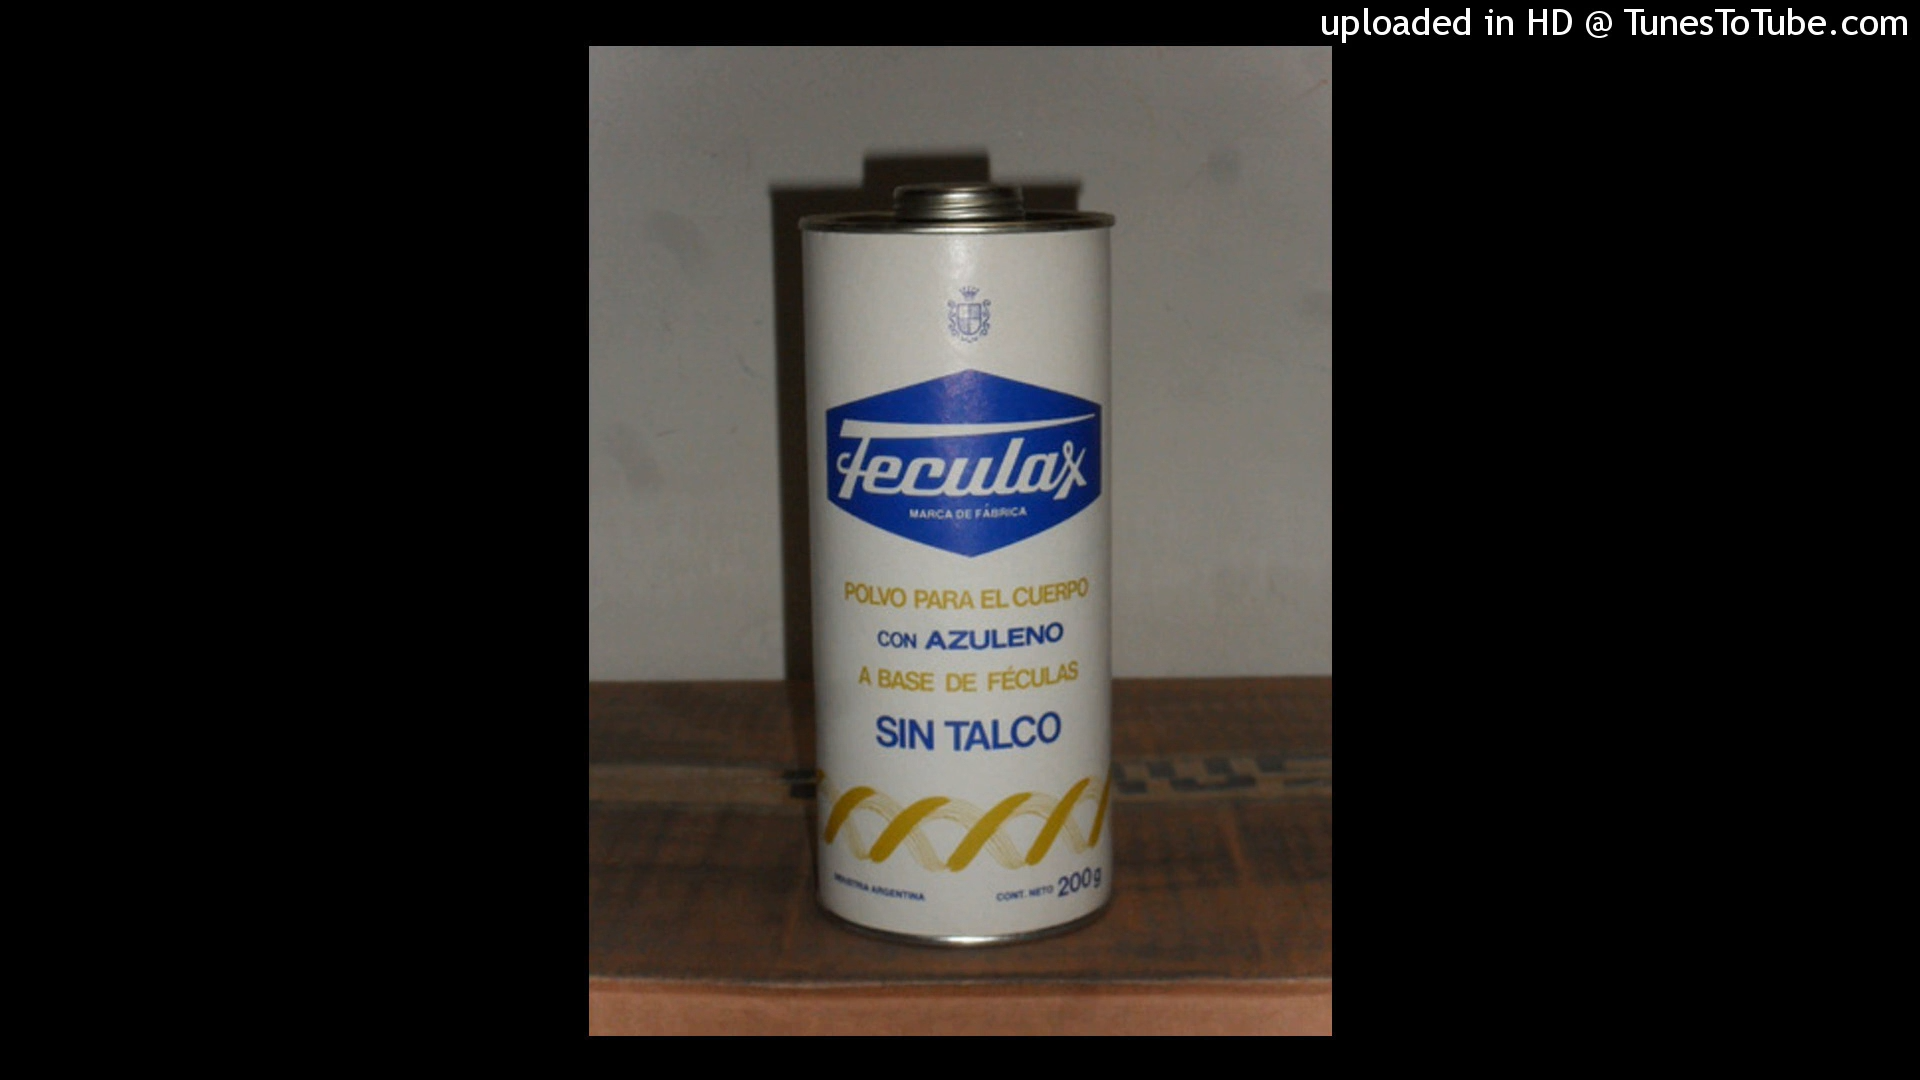 uploaded in HD @ TunesToTube.com
Feculax
MARCA DE FÁBRICA
POLVO PARA EL CUERPO
CON AZULENO
A BASE DE FÉCULAS
SIN TALCO
INDUSTRIA ARGENTINA
CONT. NETO 200g